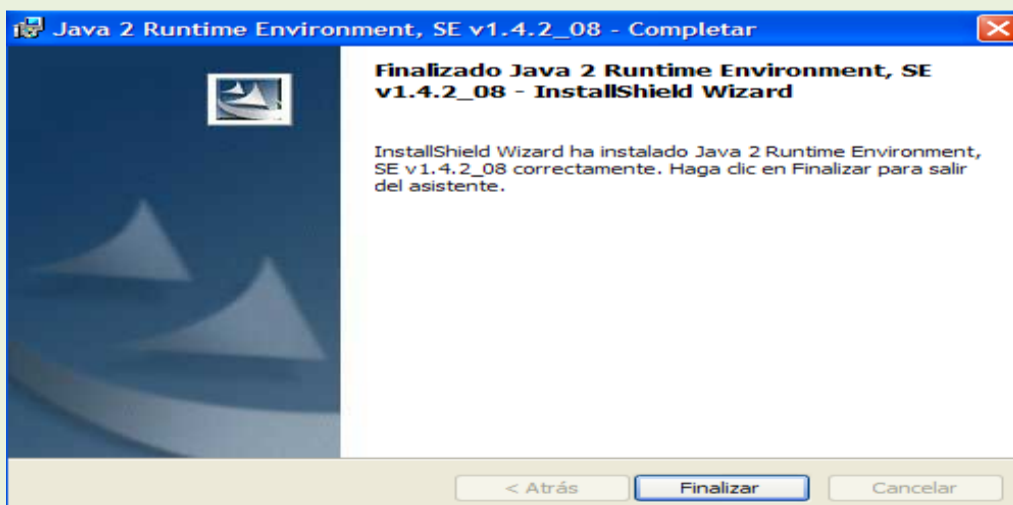 Java 2 Runtime Environment, SE v1.4.2_08 - Completar
Finalizado Java 2 Runtime Environment, SE
v1.4.2_08 - InstallShield Wizard
InstallShield Wizard ha instalado Java 2 Runtime Environment,
SE v1.4.2_08 correctamente. Haga clic en Finalizar para salir
del asistente.
< Atrás
Finalizar
Cancelar